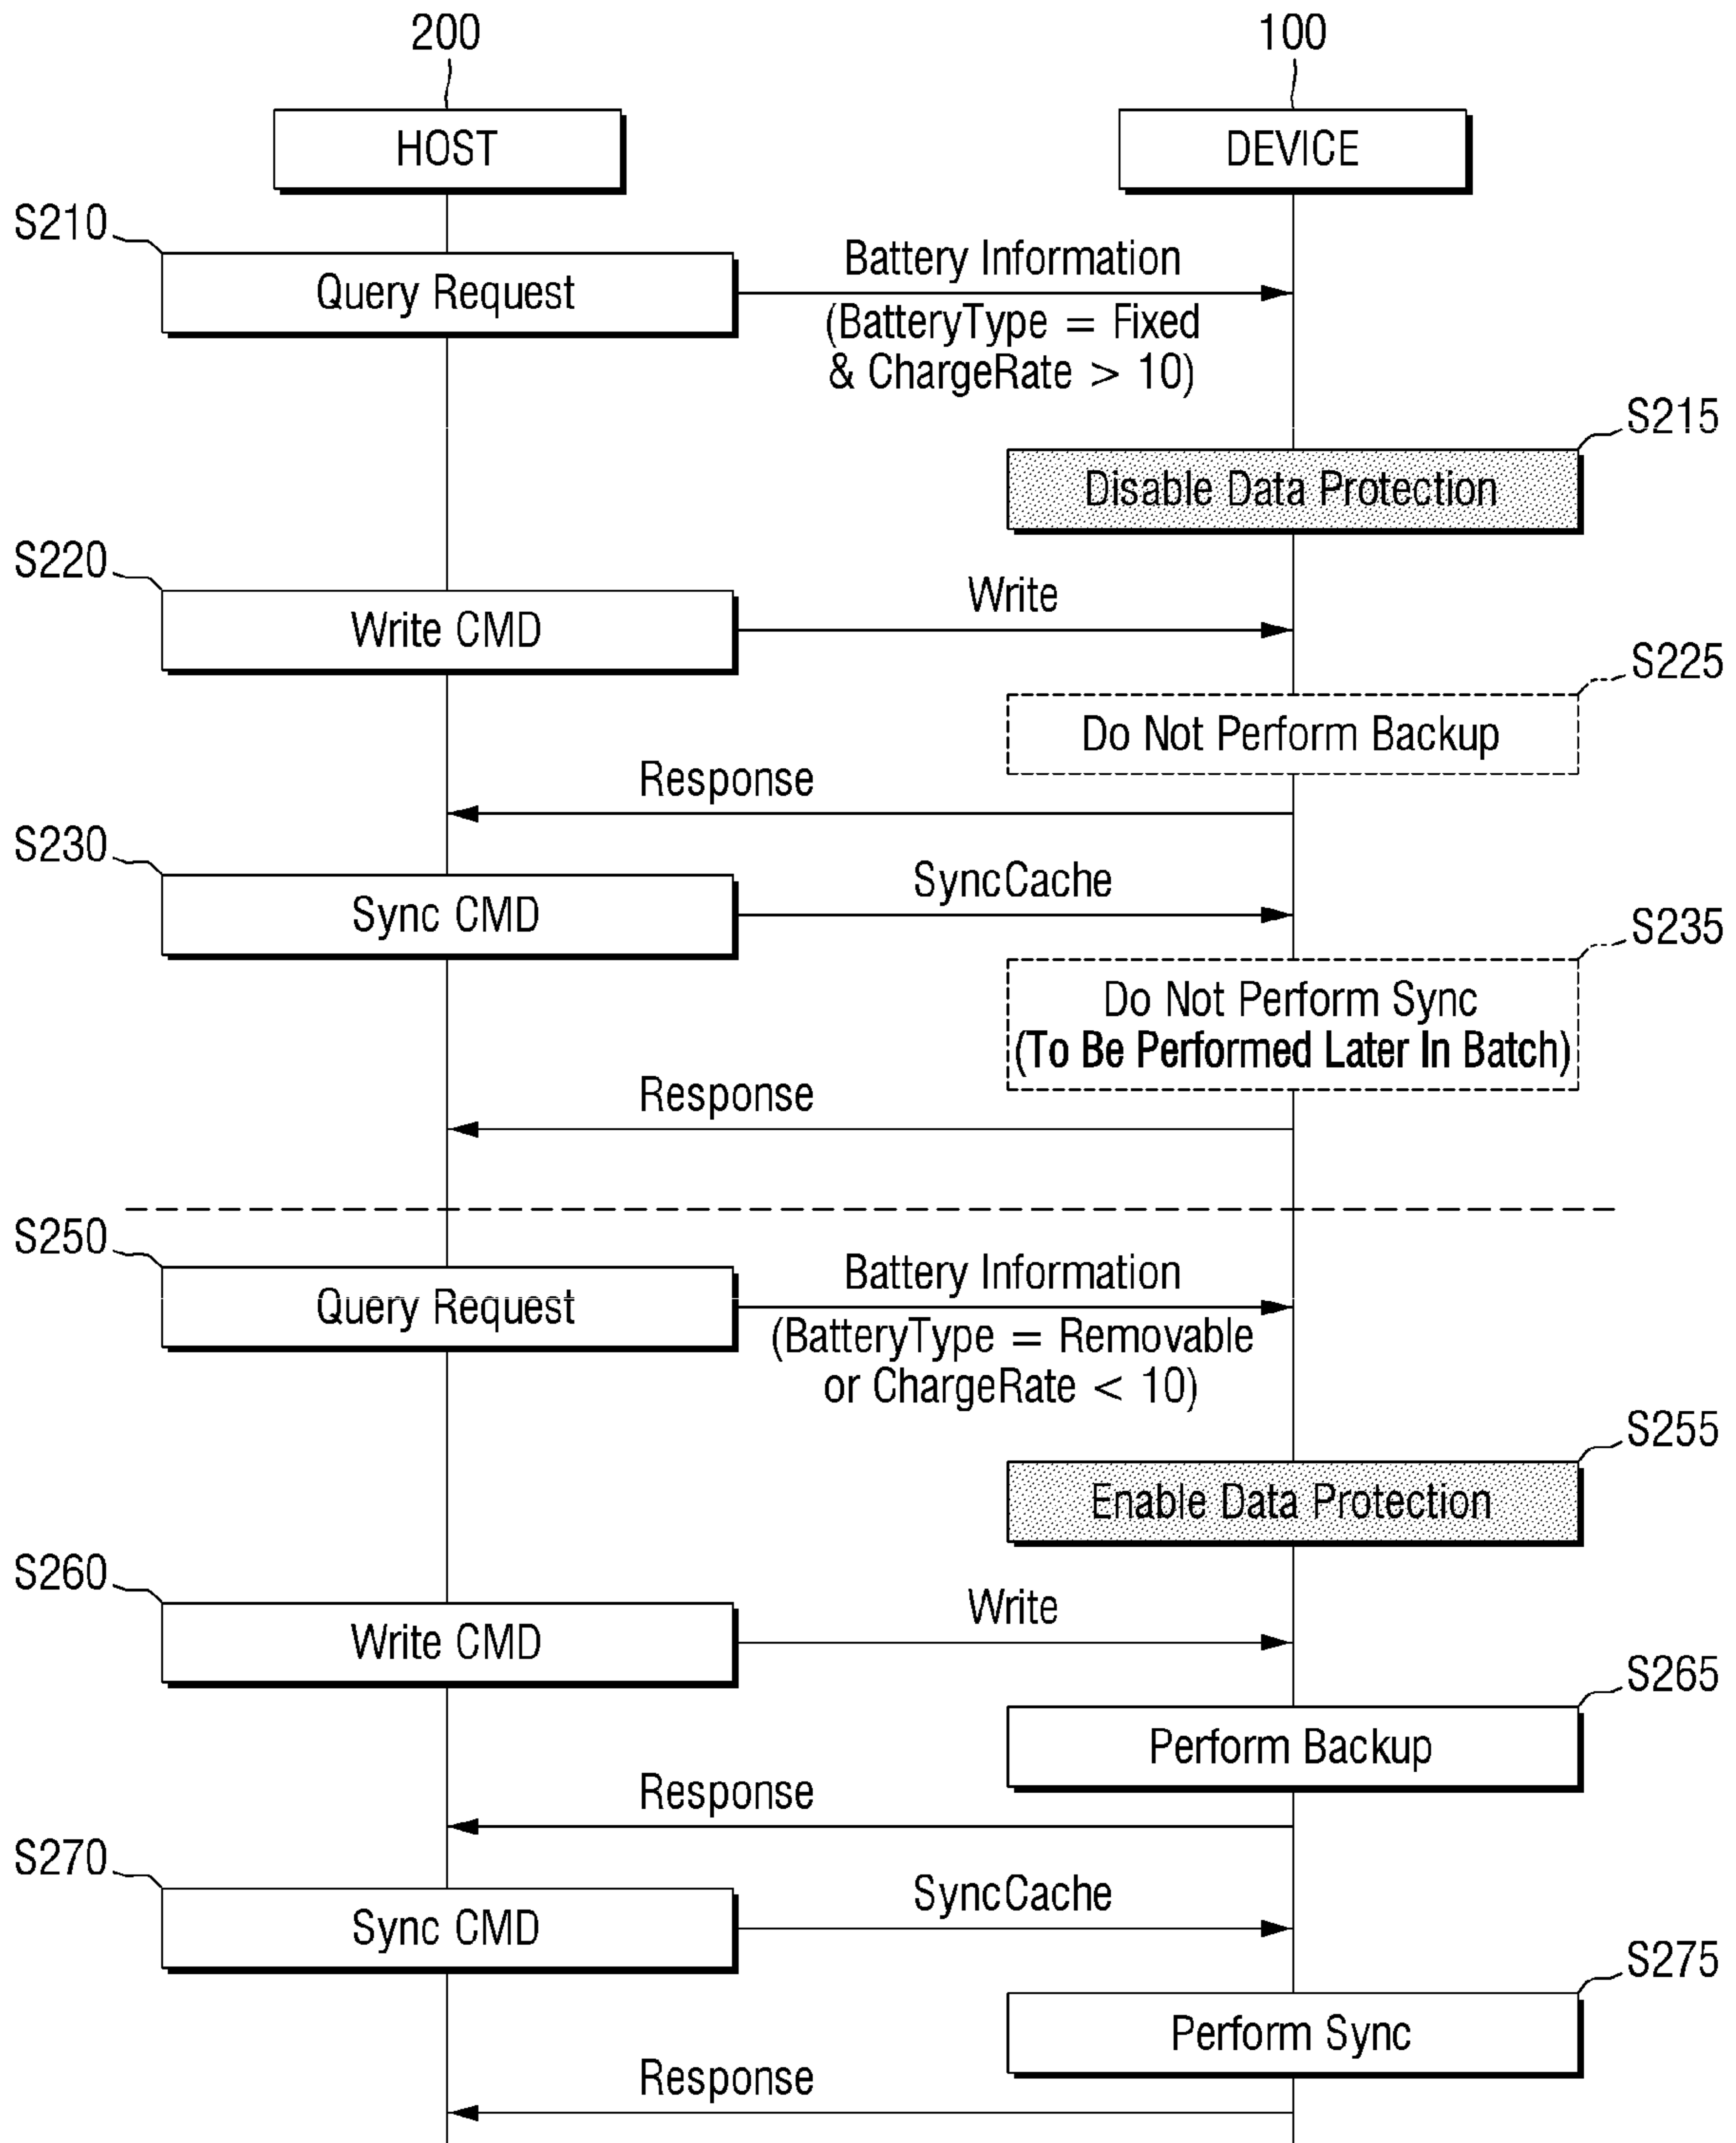 200
100
HOST
DEVICE
S210
Query Request
Battery Information
(BatteryType = Fixed
& ChargeRate > 10)
S215
Disable Data Protection
S220
Write CMD
Write
S225
Do Not Perform Backup
Response
S230
Sync CMD
SyncCache
S235
Do Not Perform Sync
(To Be Performed Later In Batch)
Response
S250
Query Request
Battery Information
(BatteryType = Removable
or ChargeRate < 10)
S255
Enable Data Protection
S260
Write CMD
Write
S265
Perform Backup
Response
S270
Sync CMD
SyncCache
S275
Perform Sync
Response